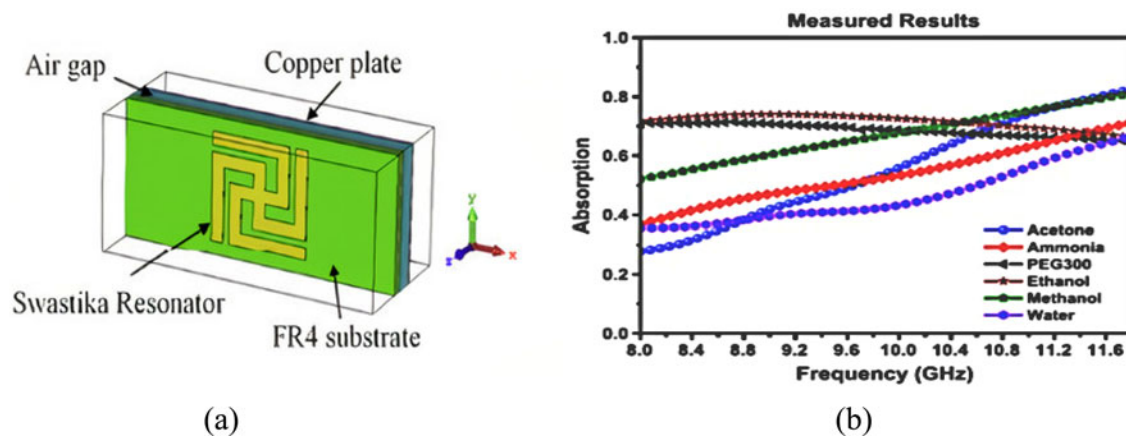 Air gap
Copper plate
y
x
z
Swastika Resonator
FR4 substrate
(a)
Measured Results
Absorption
1.0
0.8
0.6
0.4
0.2
0.0
Acetone
Ammonia
PEG300
Ethanol
Methanol
Water
8.0 8.4 8.8 9.2 9.6 10.0 10.4 10.8 11.2 11.6
Frequency (GHz)
(b)